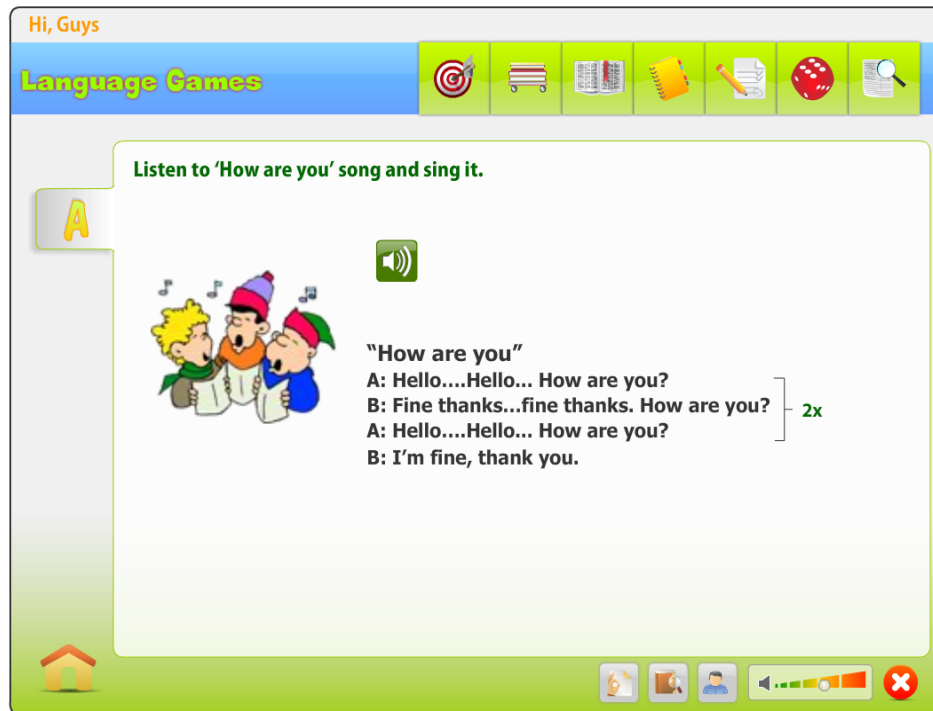 Hi, Guys
Language Games
Listen to ‘How are you’ song and sing it.
A
“How are you”
A: Hello....Hello... How are you?
B: Fine thanks...fine thanks. How are you?
2x
A: Hello....Hello... How are you?
B: I’m fine, thank you.